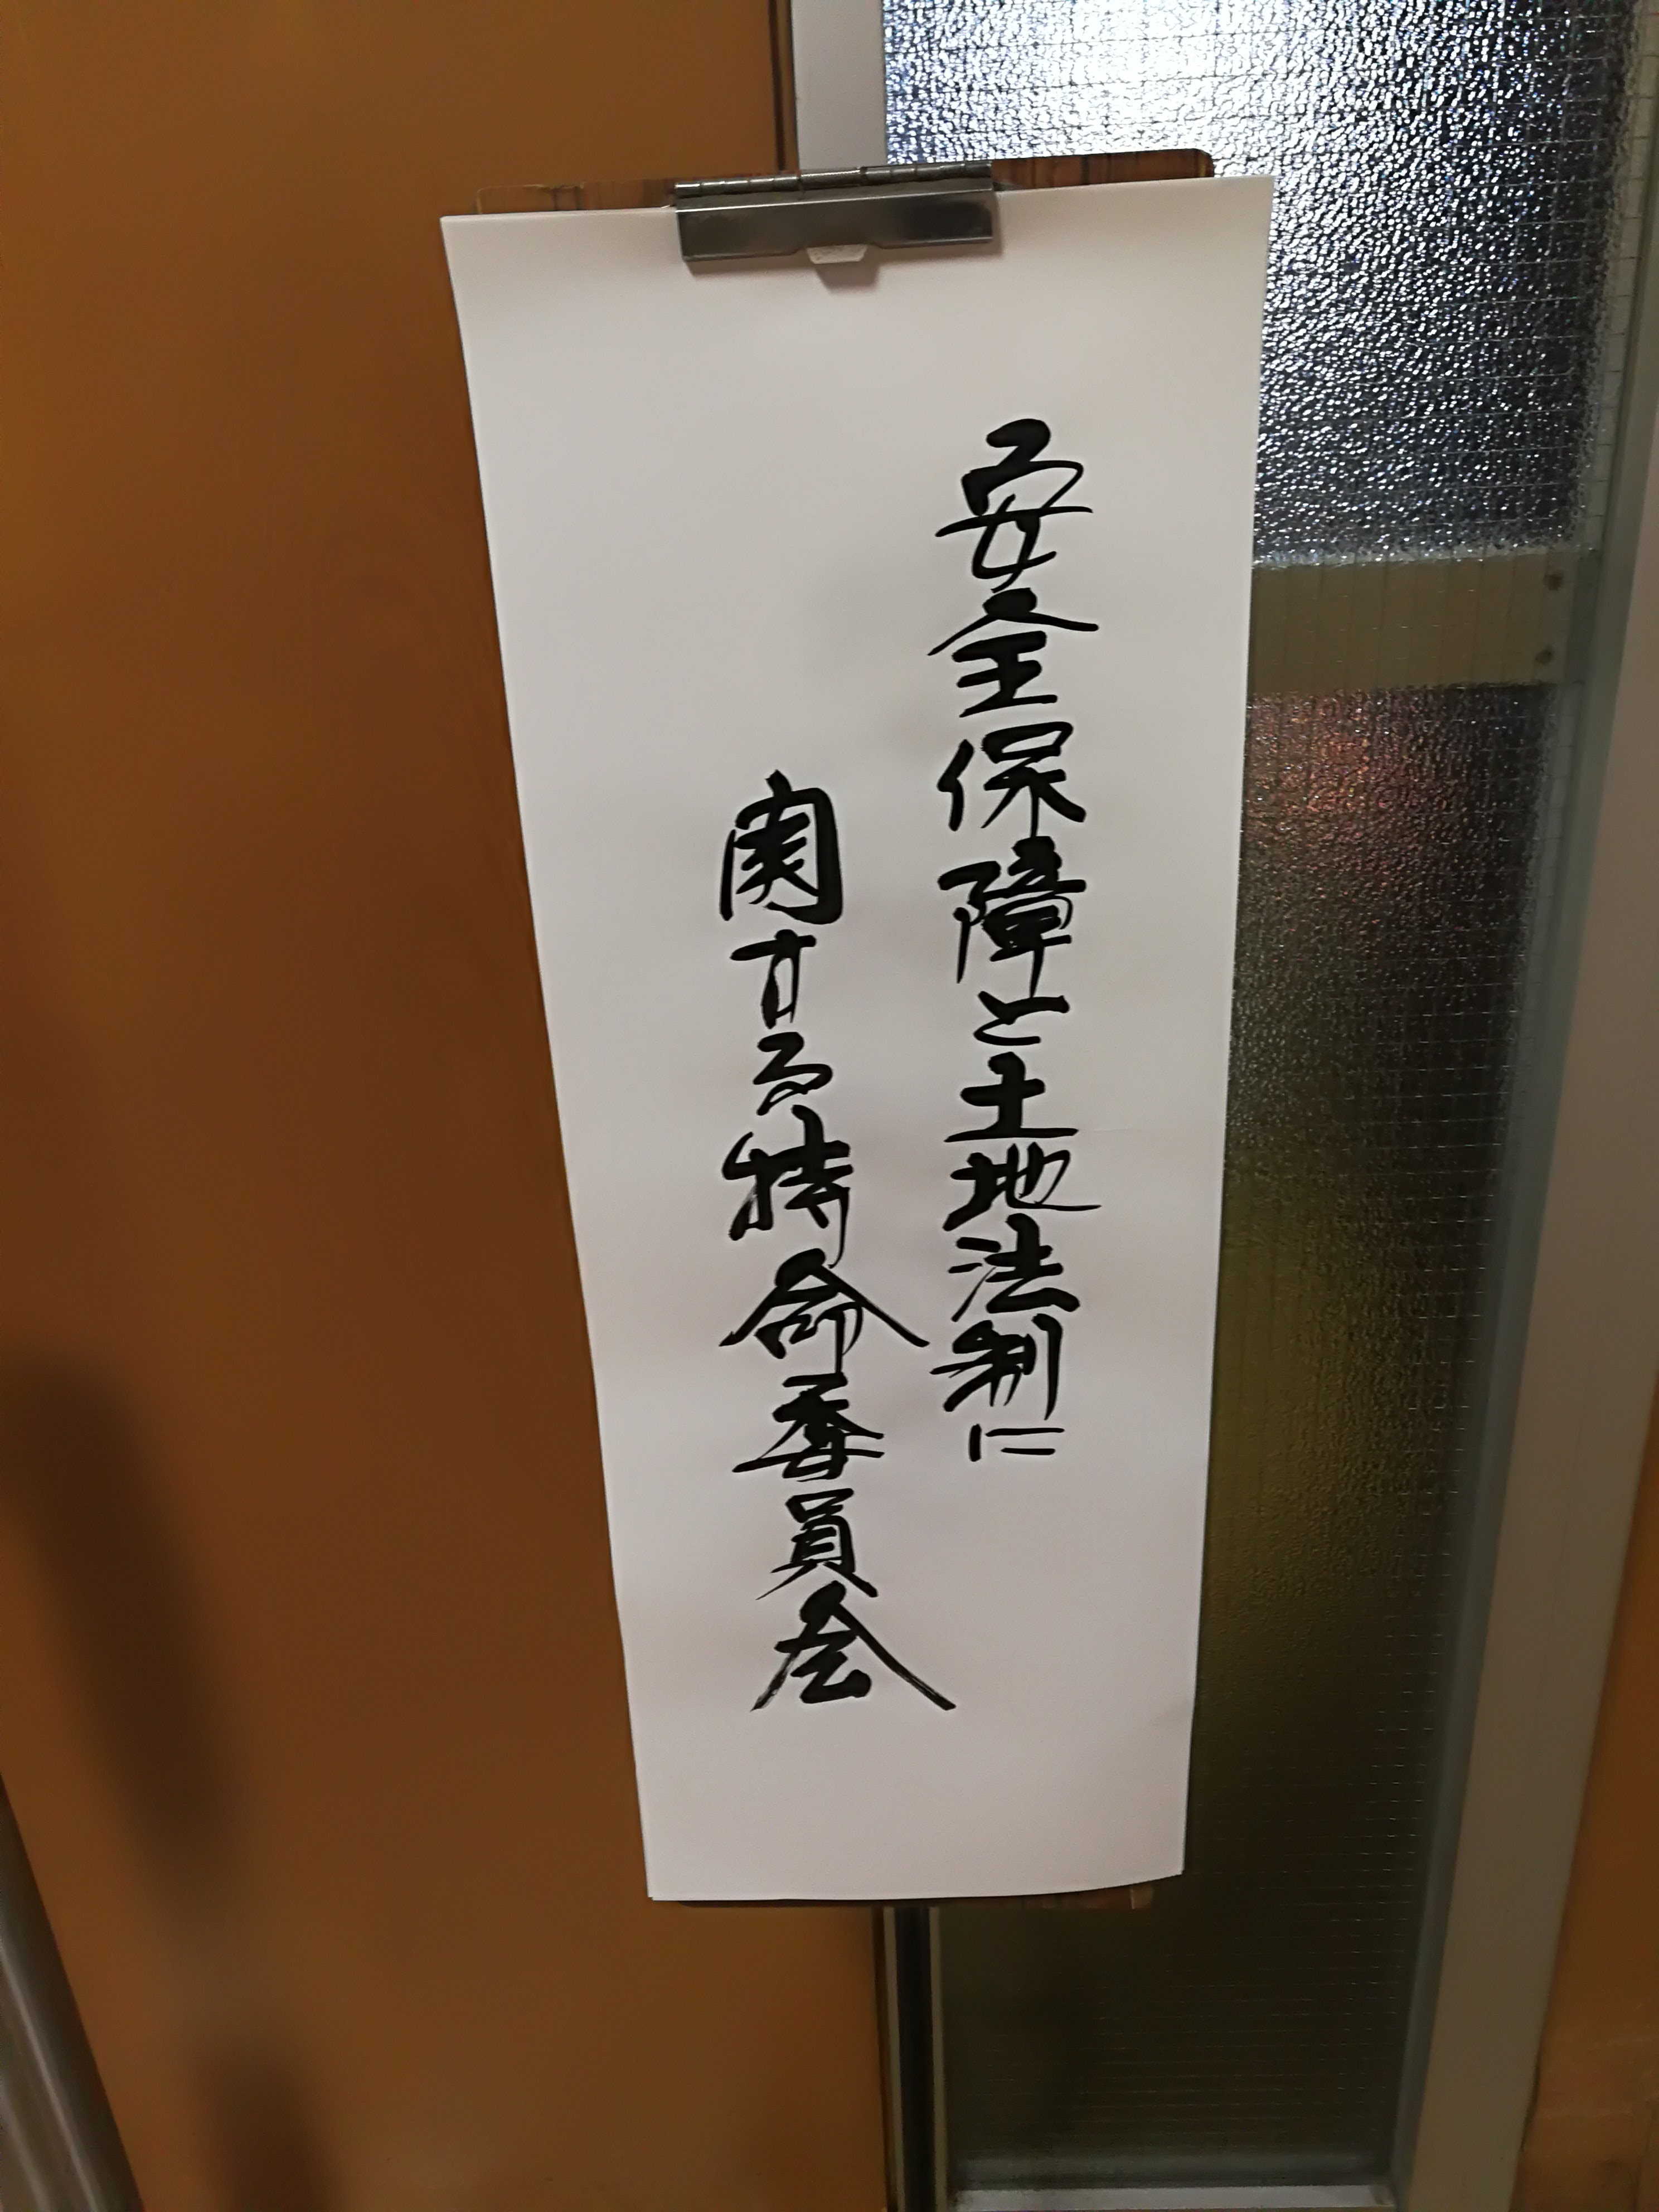 安全保障と土地法制に
関する特命委員会